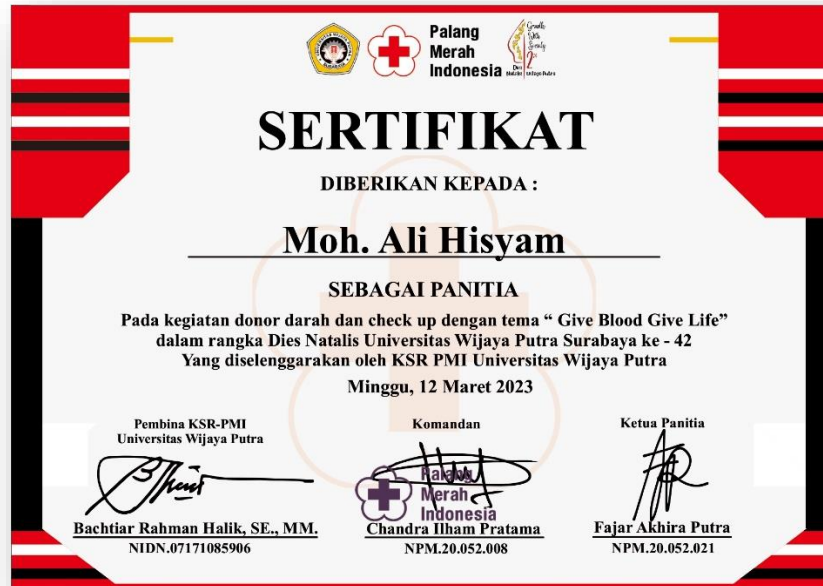 Palang
Merah
Indonesia
SERTIFIKAT
DIBERIKAN KEPADA :
Moh. Ali Hisyam
SEBAGAI PANITIA
Pada kegiatan donor darah dan check up dengan tema “ Give Blood Give Life”
dalam rangka Dies Natalis Universitas Wijaya Putra Surabaya ke - 42
Yang diselenggarakan oleh KSR PMI Universitas Wijaya Putra
Minggu, 12 Maret 2023
Pembina KSR-PMI
Universitas Wijaya Putra
Komandan
Ketua Panitia
Palang
Merah
Indonesia
Bachtiar Rahman Halik, SE., MM.
NIDN.07171085906
Chandra Ilham Pratama
NPM.20.052.008
Fajar Akhira Putra
NPM.20.052.021